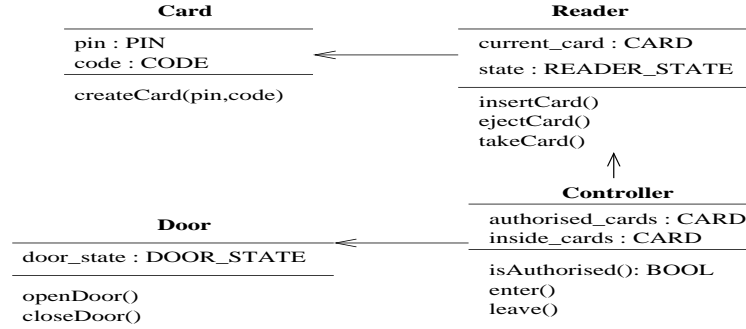 Card
pin : PIN
code : CODE
createCard(pin,code)
Reader
current_card : CARD
state : READER_STATE
insertCard()
ejectCard()
takeCard()
Door
door_state : DOOR_STATE
openDoor()
closeDoor()
Controller
authorised_cards : CARD
inside_cards : CARD
isAuthorised(): BOOL
enter()
leave()